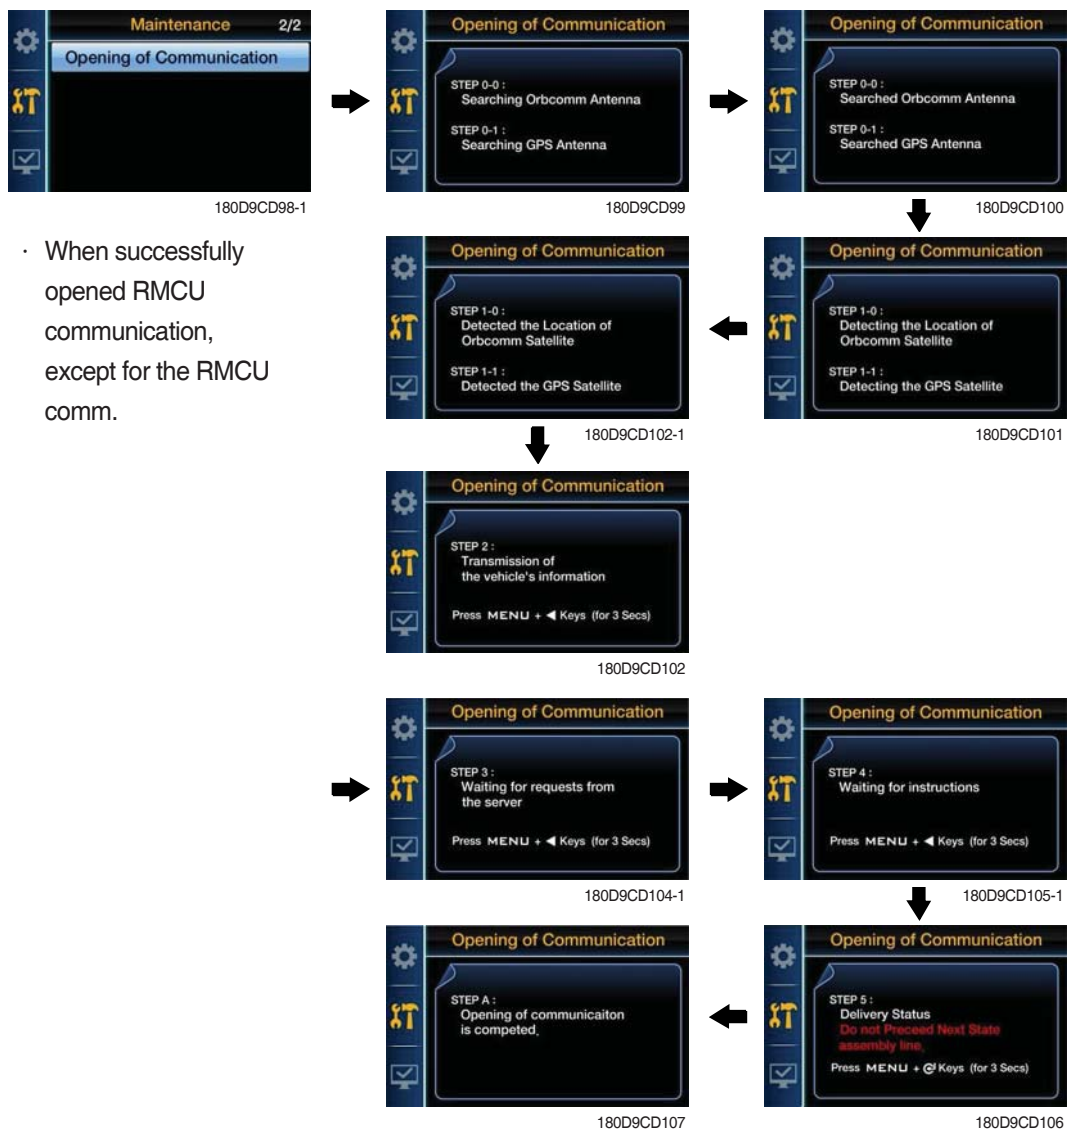 Maintenance 2/2
Opening of Communication
180D9CD98-1
Opening of Communication
STEP 0-0 :
Searching Orbcomm Antenna
STEP 0-1 :
Searching GPS Antenna
180D9CD99
Opening of Communication
STEP 0-0 :
Searched Orbcomm Antenna
STEP 0-1 :
Searched GPS Antenna
180D9CD100
· When successfully
opened RMCU
communication,
except for the RMCU
comm.
Opening of Communication
STEP 1-0 :
Detecting the Location of
Orbcomm Satellite
STEP 1-1 :
Detecting the GPS Satellite
180D9CD101
Opening of Communication
STEP 1-0 :
Detected the Location of
Orbcomm Satellite
STEP 1-1 :
Detected the GPS Satellite
180D9CD102-1
Opening of Communication
STEP 2 :
Transmission of
the vehicle's information
Press MENU + ◀ Keys (for 3 Secs)
180D9CD102
Opening of Communication
STEP 3 :
Waiting for requests from
the server
Press MENU + ◀ Keys (for 3 Secs)
180D9CD104-1
Opening of Communication
STEP 4 :
Waiting for instructions
Press MENU + ◀ Keys (for 3 Secs)
180D9CD105-1
Opening of Communication
STEP 5 :
Delivery Status
Do not Preceed Next State
assembly line,
Press MENU + Keys (for 3 Secs)
180D9CD106
Opening of Communication
STEP A :
Opening of communicaiton
is competed,
180D9CD107